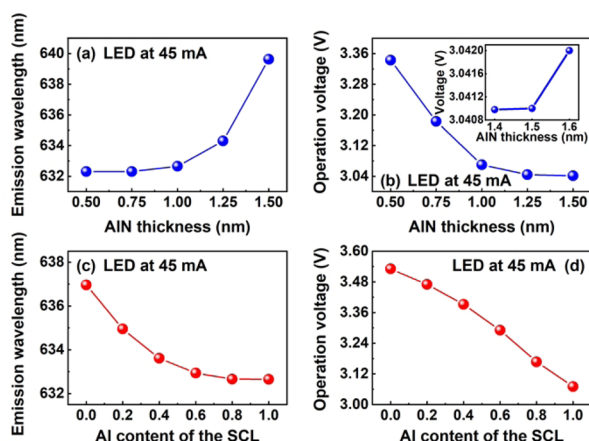 Emission wavelength (nm)
640
638
636
634
632
(a) LED at 45 mA
0.50 0.75 1.00 1.25 1.50
AlN thickness (nm)
Operation voltage (V)
3.36
3.28
3.20
3.12
3.04
Voltage (V)
3.0420
3.0416
3.0412
3.0408
1.4 1.5 1.6
AlN thickness (nm)
(b) LED at 45 mA
0.50 0.75 1.00 1.25 1.50
AlN thickness (nm)
Emission wavelength (nm)
638
636
634
632
(c) LED at 45 mA
0.0 0.2 0.4 0.6 0.8 1.0
Al content of the SCL
Operation voltage (V)
3.60
3.48
3.36
3.24
3.12
3.00
LED at 45 mA (d)
0.0 0.2 0.4 0.6 0.8 1.0
Al content of the SCL